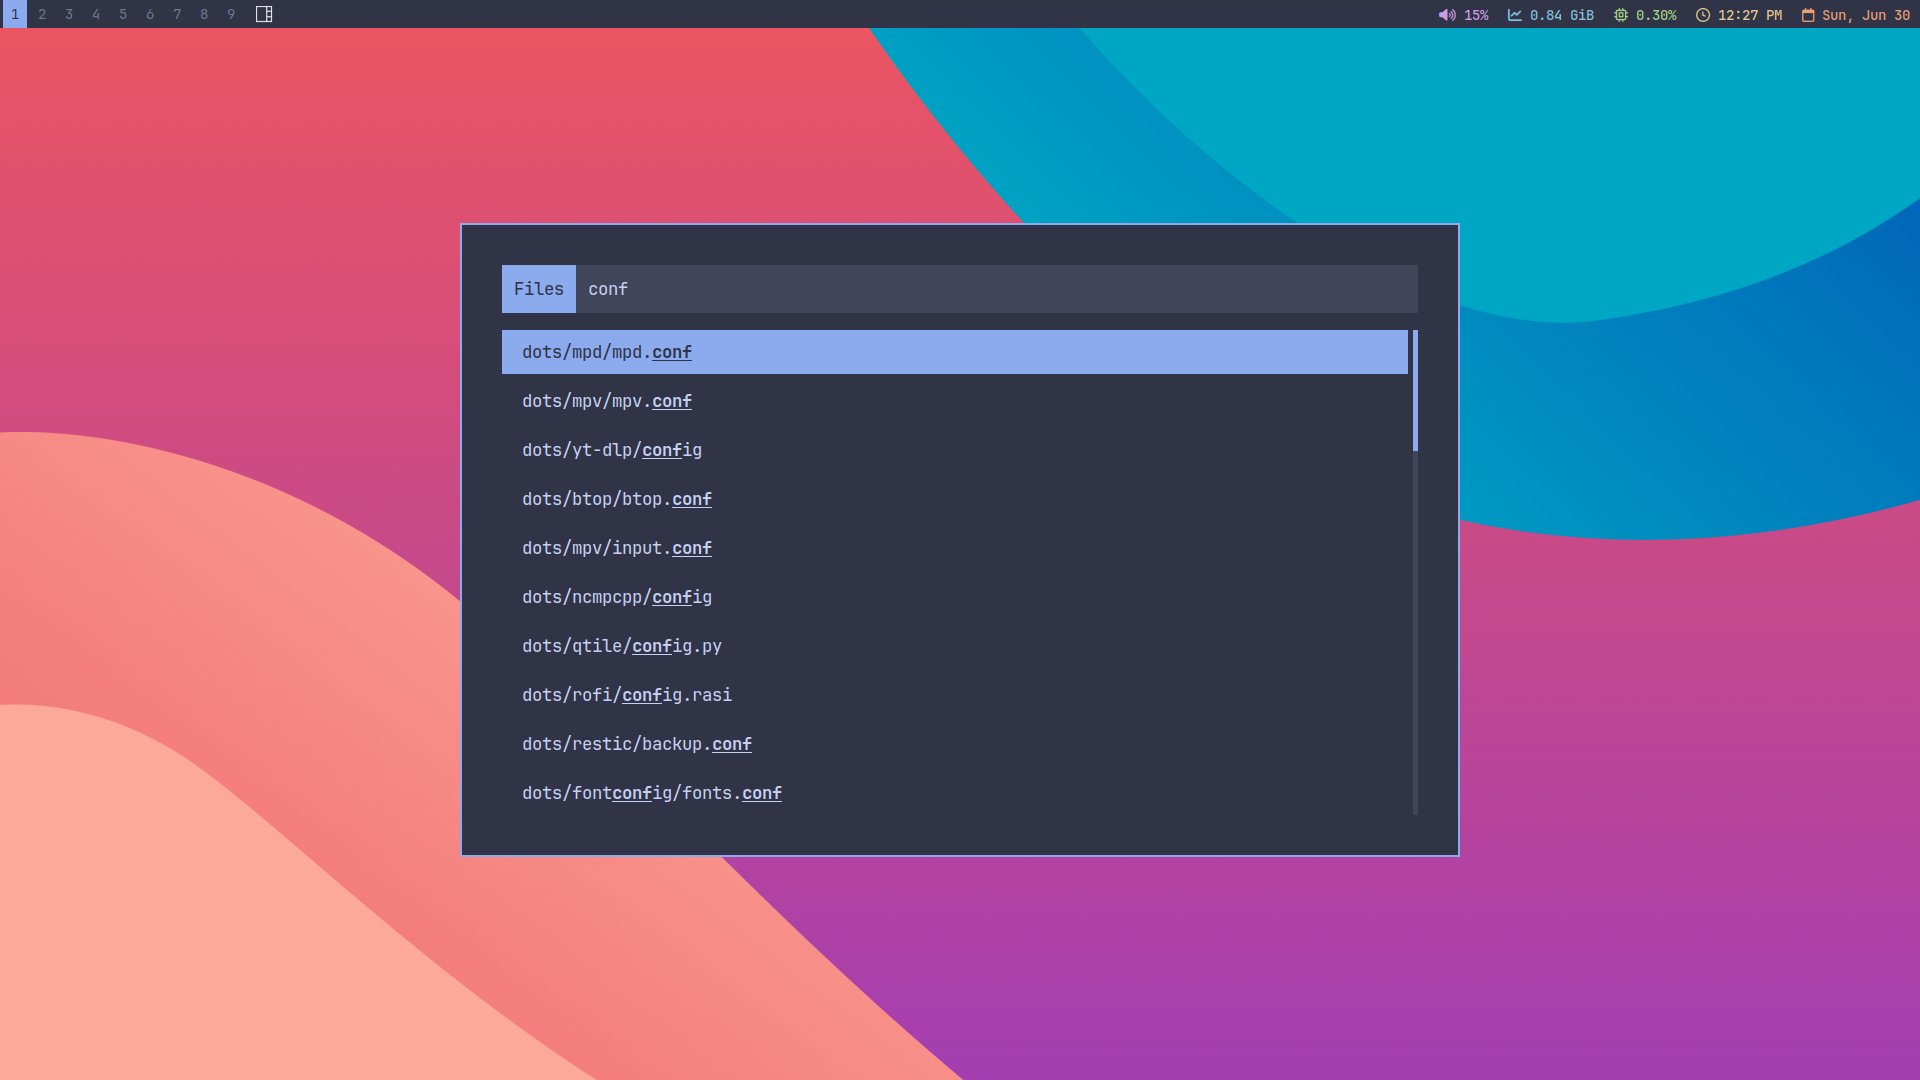 1 2 3 4 5 6 7 8 9 15% 0.84 GiB 0.30% 12:27 PM Sun, Jun 30
Files conf
dots/mpd/mpd.conf
dots/mpv/mpv.conf
dots/yt-dlp/config
dots/btop/btop.conf
dots/mpv/input.conf
dots/ncmpcpp/config
dots/qtile/config.py
dots/rofi/config.rasi
dots/restic/backup.conf
dots/fontconfig/fonts.conf